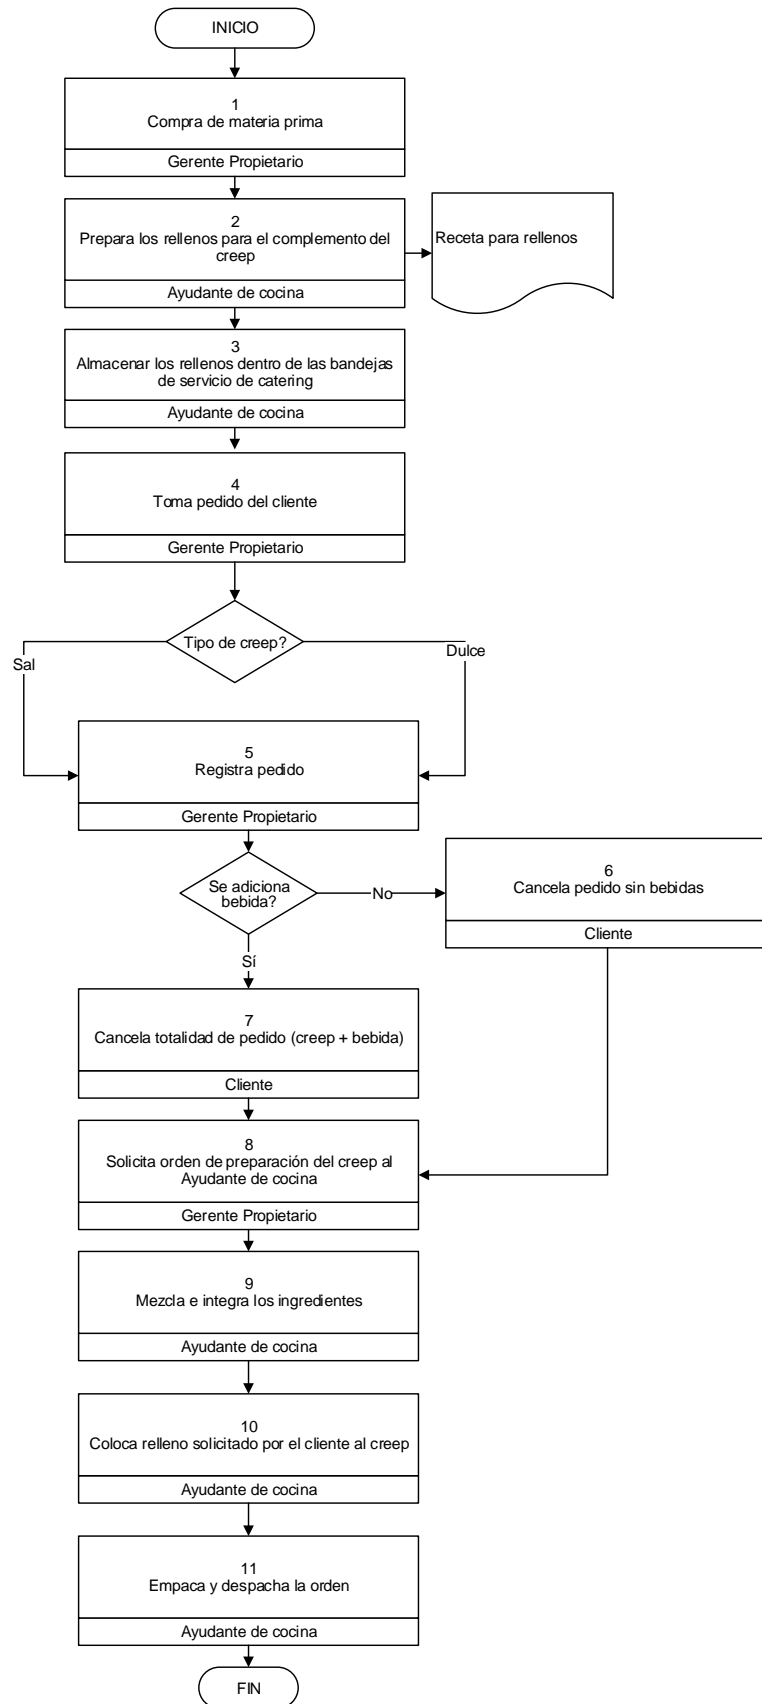 INICIO
1
Compra de materia prima
Gerente Propietario
2
Prepara los rellenos para el complemento del
creep
Ayudante de cocina
Receta para rellenos
3
Almacenar los rellenos dentro de las bandejas
de servicio de catering
Ayudante de cocina
4
Toma pedido del cliente
Gerente Propietario
Tipo de creep?
Sal
Dulce
5
Registra pedido
Gerente Propietario
Se adiciona
bebida?
No
6
Cancela pedido sin bebidas
Cliente
Sí
7
Cancela totalidad de pedido (creep + bebida)
Cliente
8
Solicita orden de preparación del creep al
Ayudante de cocina
Gerente Propietario
9
Mezcla e integra los ingredientes
Ayudante de cocina
10
Coloca relleno solicitado por el cliente al creep
Ayudante de cocina
11
Empaca y despacha la orden
Ayudante de cocina
FIN